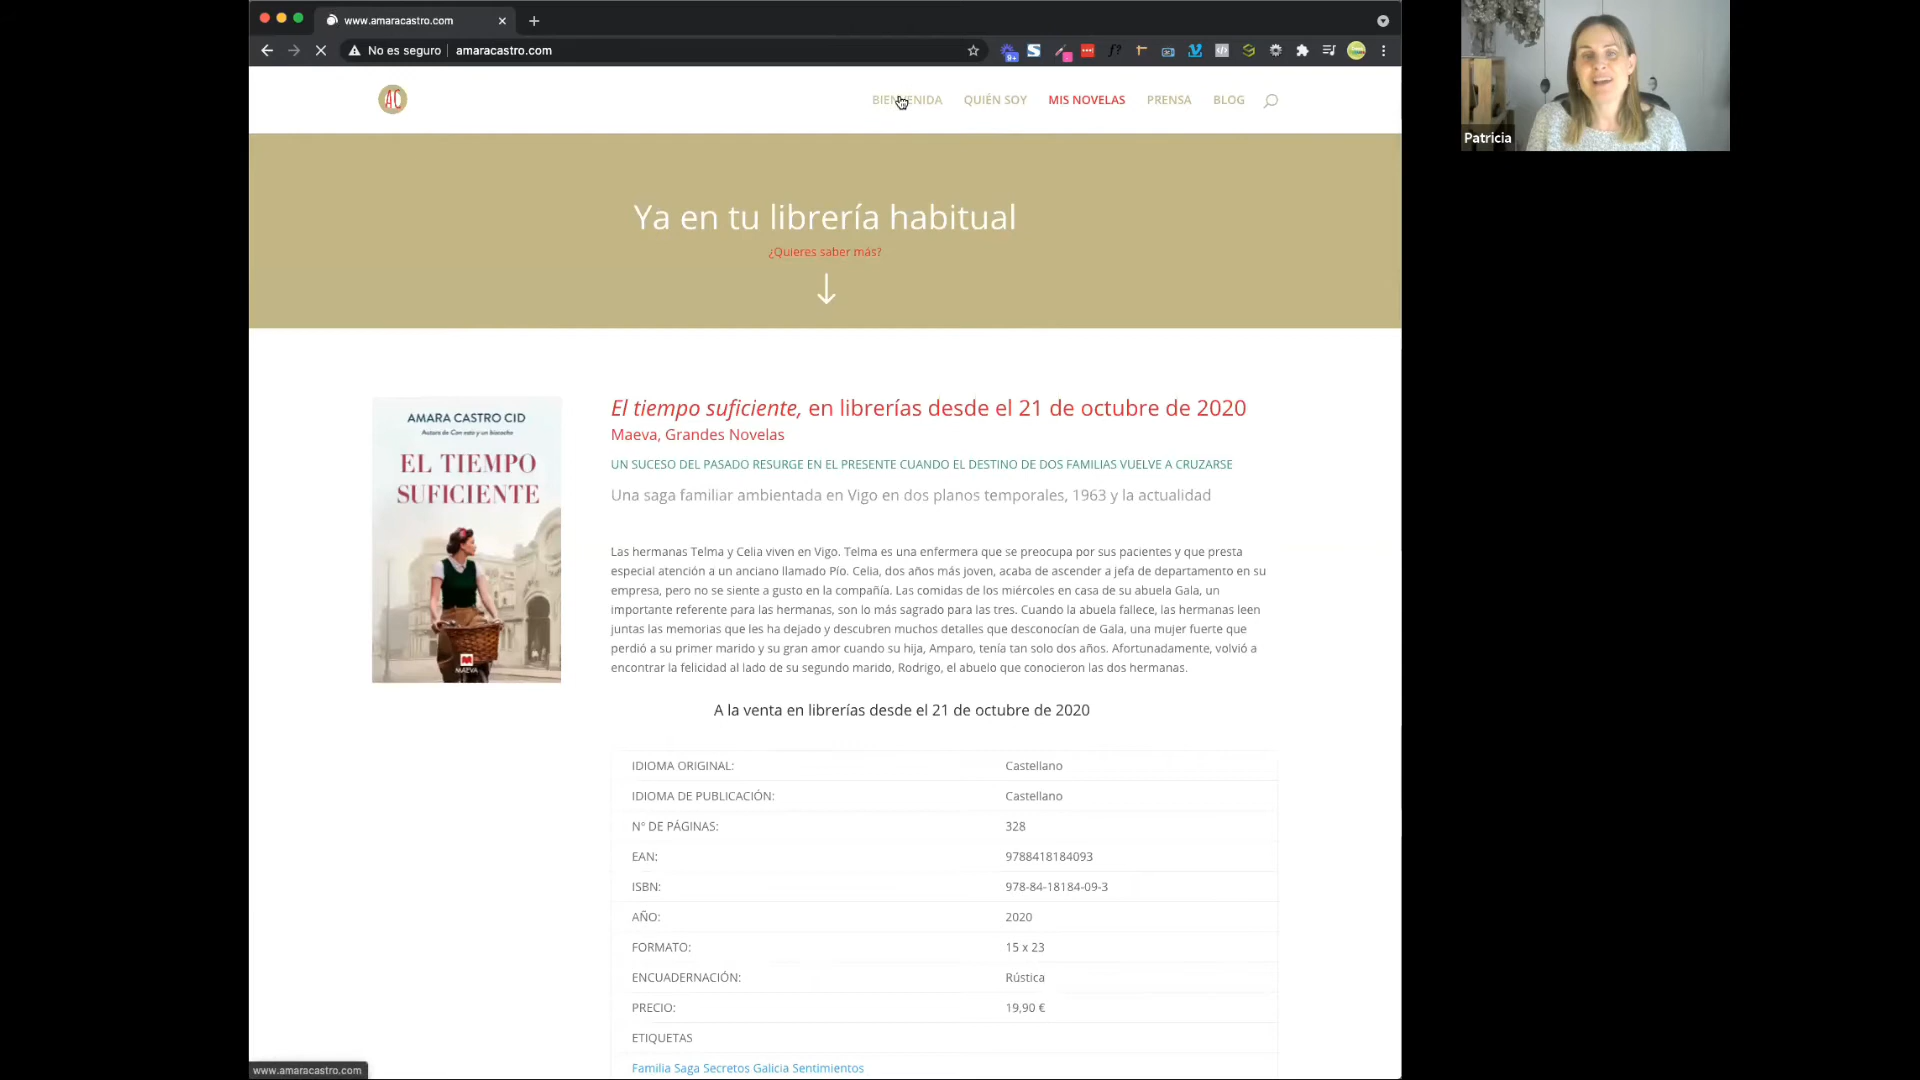 www.amaracastro.com
No es seguro
amaracastro.com
9+
AC
BIENVENIDA
QUIÉN SOY
MIS NOVELAS
PRENSA
BLOG
Patricia
Ya en tu librería habitual
¿Quieres saber más?
AMARA CASTRO CID
Autora de Con vistas y un bizcocho
EL TIEMPO
SUFICIENTE
MAEVA
El tiempo suficiente, en librerías desde el 21 de octubre de 2020
Maeva, Grandes Novelas
UN SUCESO DEL PASADO RESURGE EN EL PRESENTE CUANDO EL DESTINO DE DOS FAMILIAS VUELVE A CRUZARSE
Una saga familiar ambientada en Vigo en dos planos temporales, 1963 y la actualidad
Las hermanas Telma y Celia viven en Vigo. Telma es una enfermera que se preocupa por sus pacientes y que presta
especial atención a un anciano llamado Pío. Celia, dos años más joven, acaba de ascender a jefa de departamento en su
empresa, pero no se siente a gusto en la compañía. Las comidas de los miércoles en casa de su abuela Gala, un
importante referente para las hermanas, son lo más sagrado para las tres. Cuando la abuela fallece, las hermanas leen
juntas las memorias que les ha dejado y descubren muchos detalles que desconocían de Gala, una mujer fuerte que
perdió a su primer marido y su gran amor cuando su hija, Amparo, tenía tan solo dos años. Afortunadamente, volvió a
encontrar la felicidad al lado de su segundo marido, Rodrigo, el abuelo que conocieron las dos hermanas.
A la venta en librerías desde el 21 de octubre de 2020
IDIOMA ORIGINAL: Castellano
IDIOMA DE PUBLICACIÓN: Castellano
Nº DE PÁGINAS: 328
EAN: 9788418184093
ISBN: 978-84-18184-09-3
AÑO: 2020
FORMATO: 15 x 23
ENCUADERNACIÓN: Rústica
PRECIO: 19,90 €
ETIQUETAS
Familia Saga Secretos Galicia Sentimientos
www.amaracastro.com